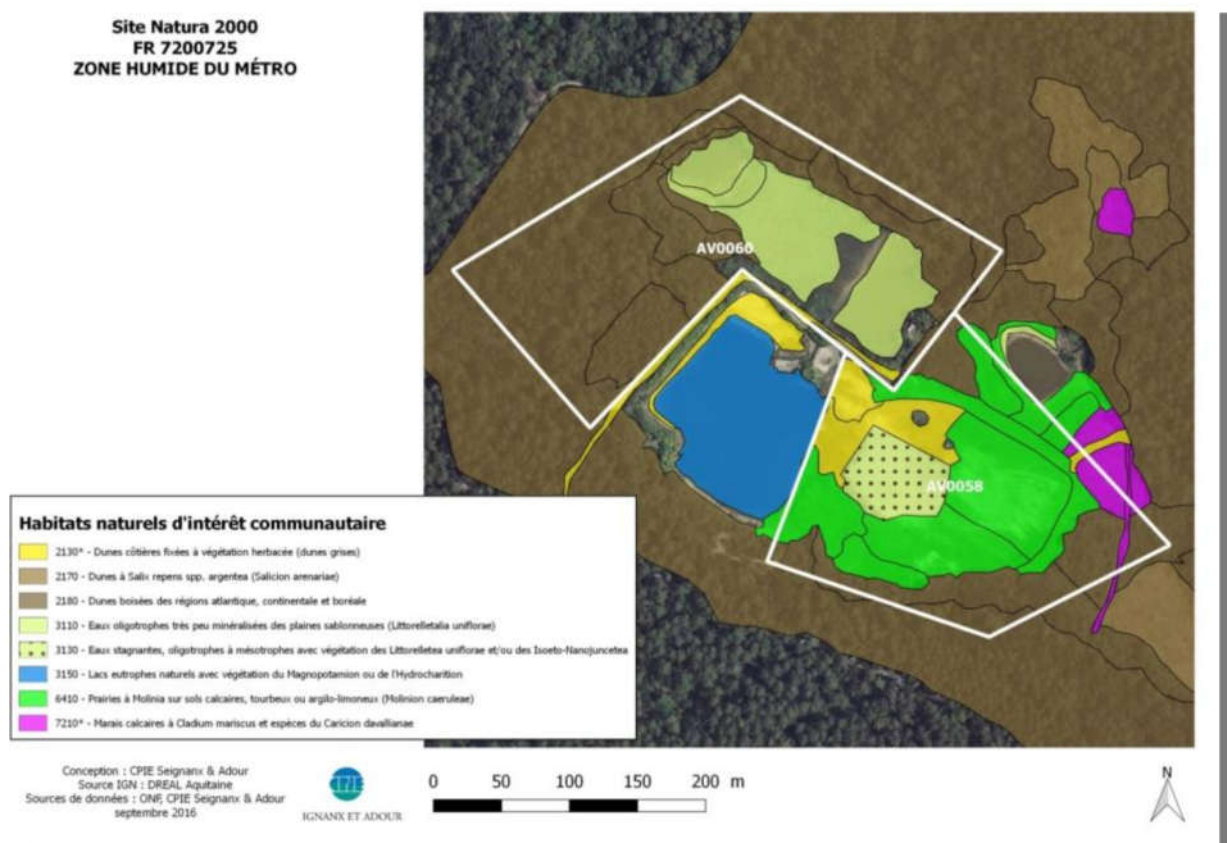 Site Natura 2000
FR 7200725
ZONE HUMIDE DU MÉTRO
AV0060
AV0058
Habitats naturels d'intérêt communautaire
2130* - Dunes côtières fixées à végétation herbacée (dunes grises)
2170 - Dunes à Salix repens spp. argentea (Salicion arenariae)
2180 - Dunes boisées des régions atlantique, continentale et boréale
3110 - Eaux oligotrophes très peu minéralisées des plaines sablonneuses (Littorelletalia uniflorae)
3130 - Eaux stagnantes, oligotrophes à mésotrophes avec végétation des Littorelletea uniflorae et/ou des Isoeto-Nanojuncetea
3150 - Lacs eutrophes naturels avec végétation du Magnopotamion ou de l'Hydrocharition
6410 - Prairies à Molinia sur sols calcaires, tourbeux ou argilo-limoneux (Molinion caeruleae)
7210* - Marais calcaires à Cladium mariscus et espèces du Caricion davallianae
Conception : CPIE Seignanx & Adour
Source IGN : DREAL Aquitaine
Sources de données : ONF, CPIE Seignanx & Adour
septembre 2016
CPIE
IGNANX ET ADOUR
0 50 100 150 200 m
N